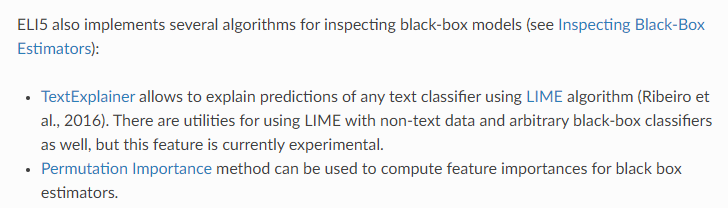 ELI5 also implements several algorithms for inspecting black-box models (see Inspecting Black-Box
Estimators):
• TextExplainer allows to explain predictions of any text classifier using LIME algorithm (Ribeiro et
al., 2016). There are utilities for using LIME with non-text data and arbitrary black-box classifiers
as well, but this feature is currently experimental.
• Permutation Importance method can be used to compute feature importances for black box
estimators.